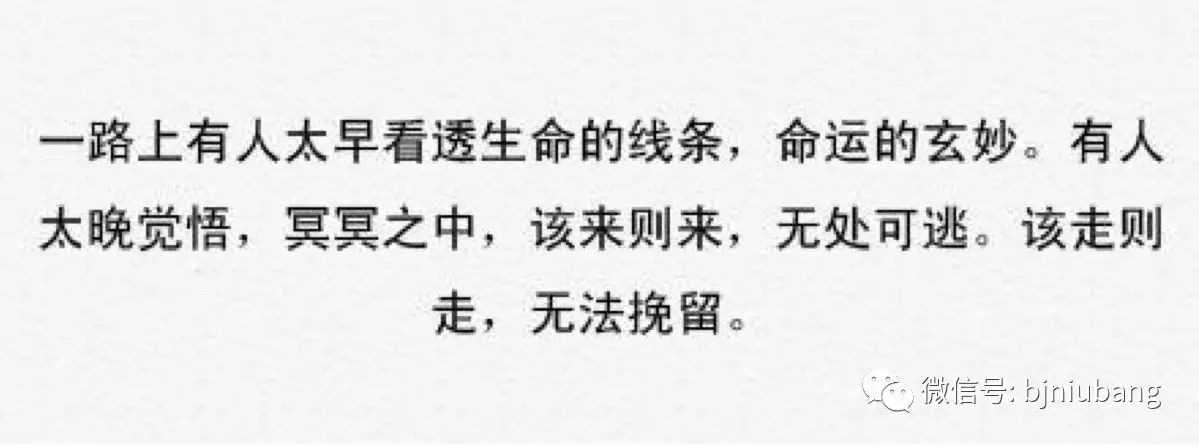 一路上有人太早看透生命的线条，命运的玄妙。有人
太晚觉悟，冥冥之中，该来则来，无处可逃。该走则
走，无法挽留。
微信号: bjniubang